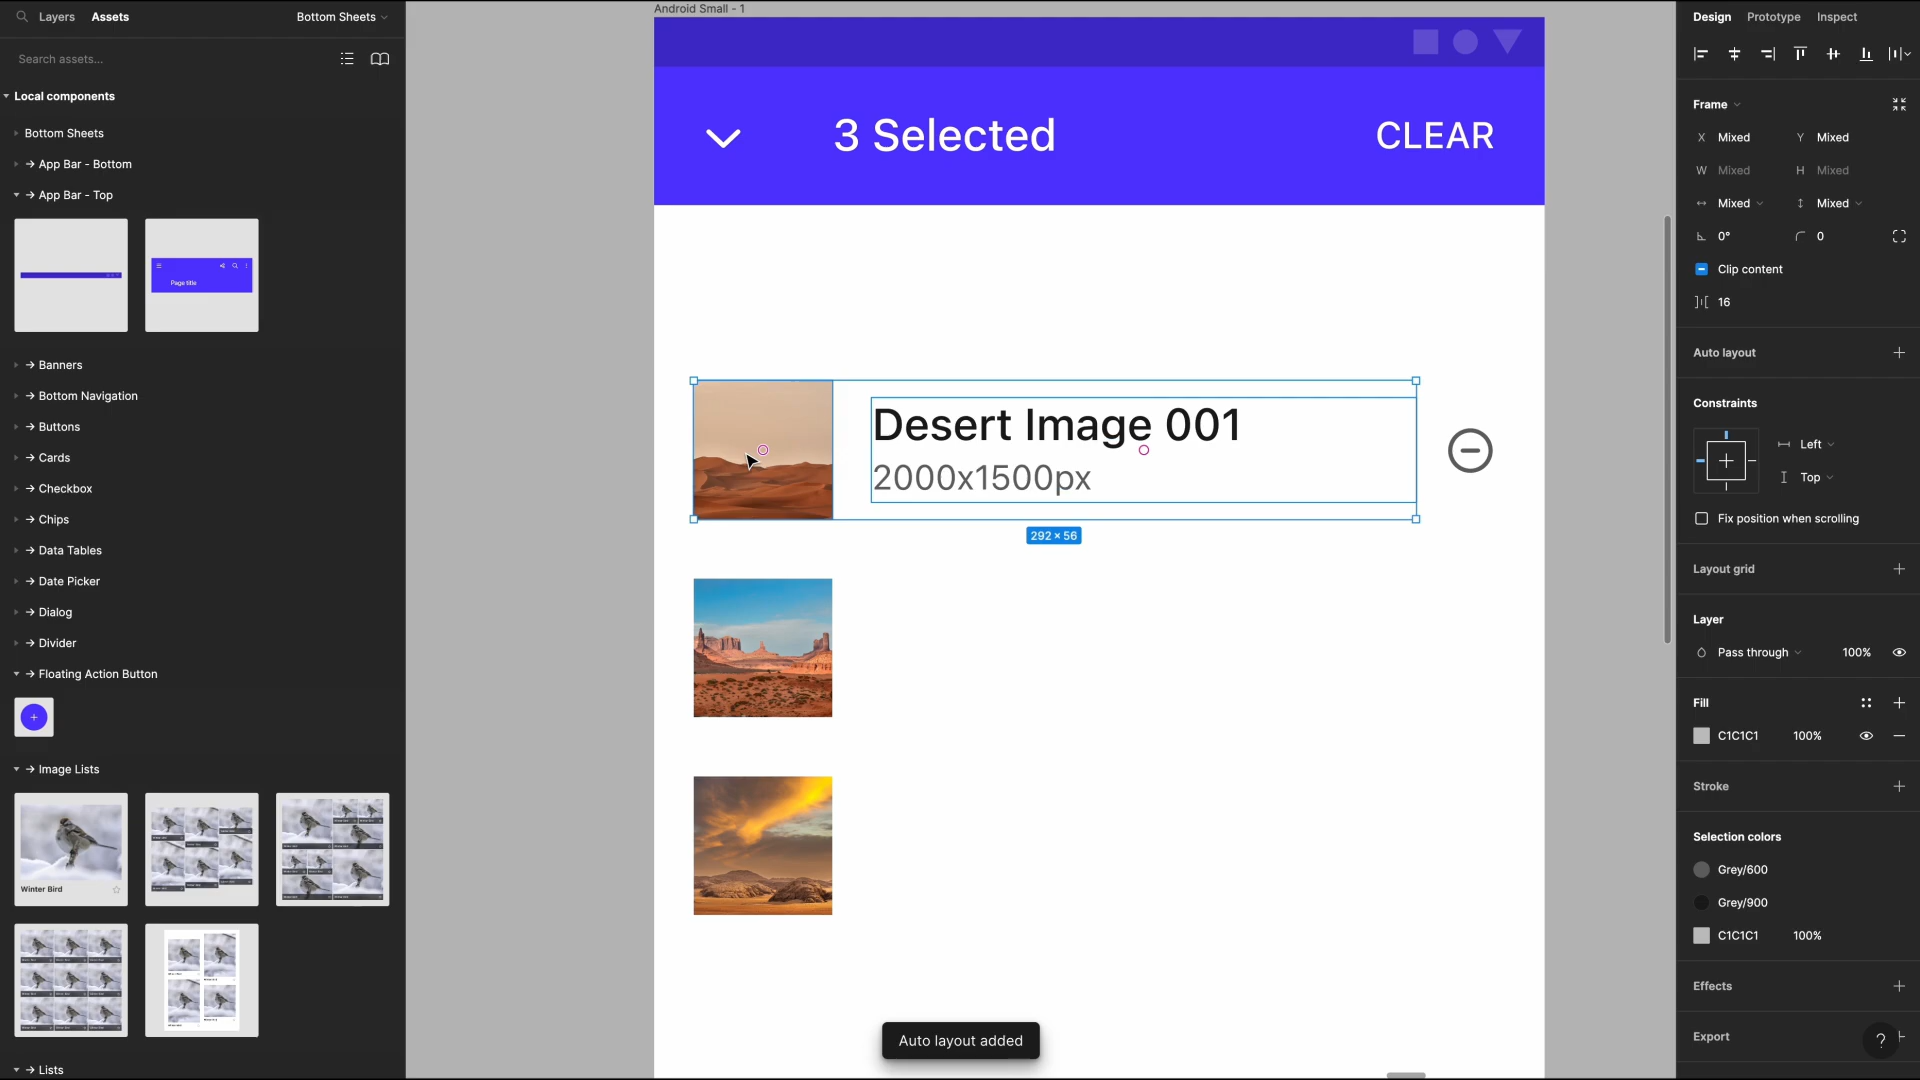 Layers
Assets
Bottom Sheets
Search assets...
Local components
Bottom Sheets
→ App Bar - Bottom
→ App Bar - Top
Page title
→ Banners
→ Bottom Navigation
→ Buttons
→ Cards
→ Checkbox
→ Chips
→ Data Tables
→ Date Picker
→ Dialog
→ Divider
→ Floating Action Button
→ Image Lists
Winter Bird
→ Lists
Android Small - 1
3 Selected
CLEAR
Desert Image 001
2000x1500px
292 × 56
Auto layout added
Design
Prototype
Inspect
Frame
X Mixed
Y Mixed
W Mixed
H Mixed
Mixed
Mixed
0°
0
Clip content
16
Auto layout
Constraints
Left
Top
Fix position when scrolling
Layout grid
Layer
Pass through
100%
Fill
C1C1C1
100%
Stroke
Selection colors
Grey/600
Grey/900
C1C1C1
100%
Effects
Export
?